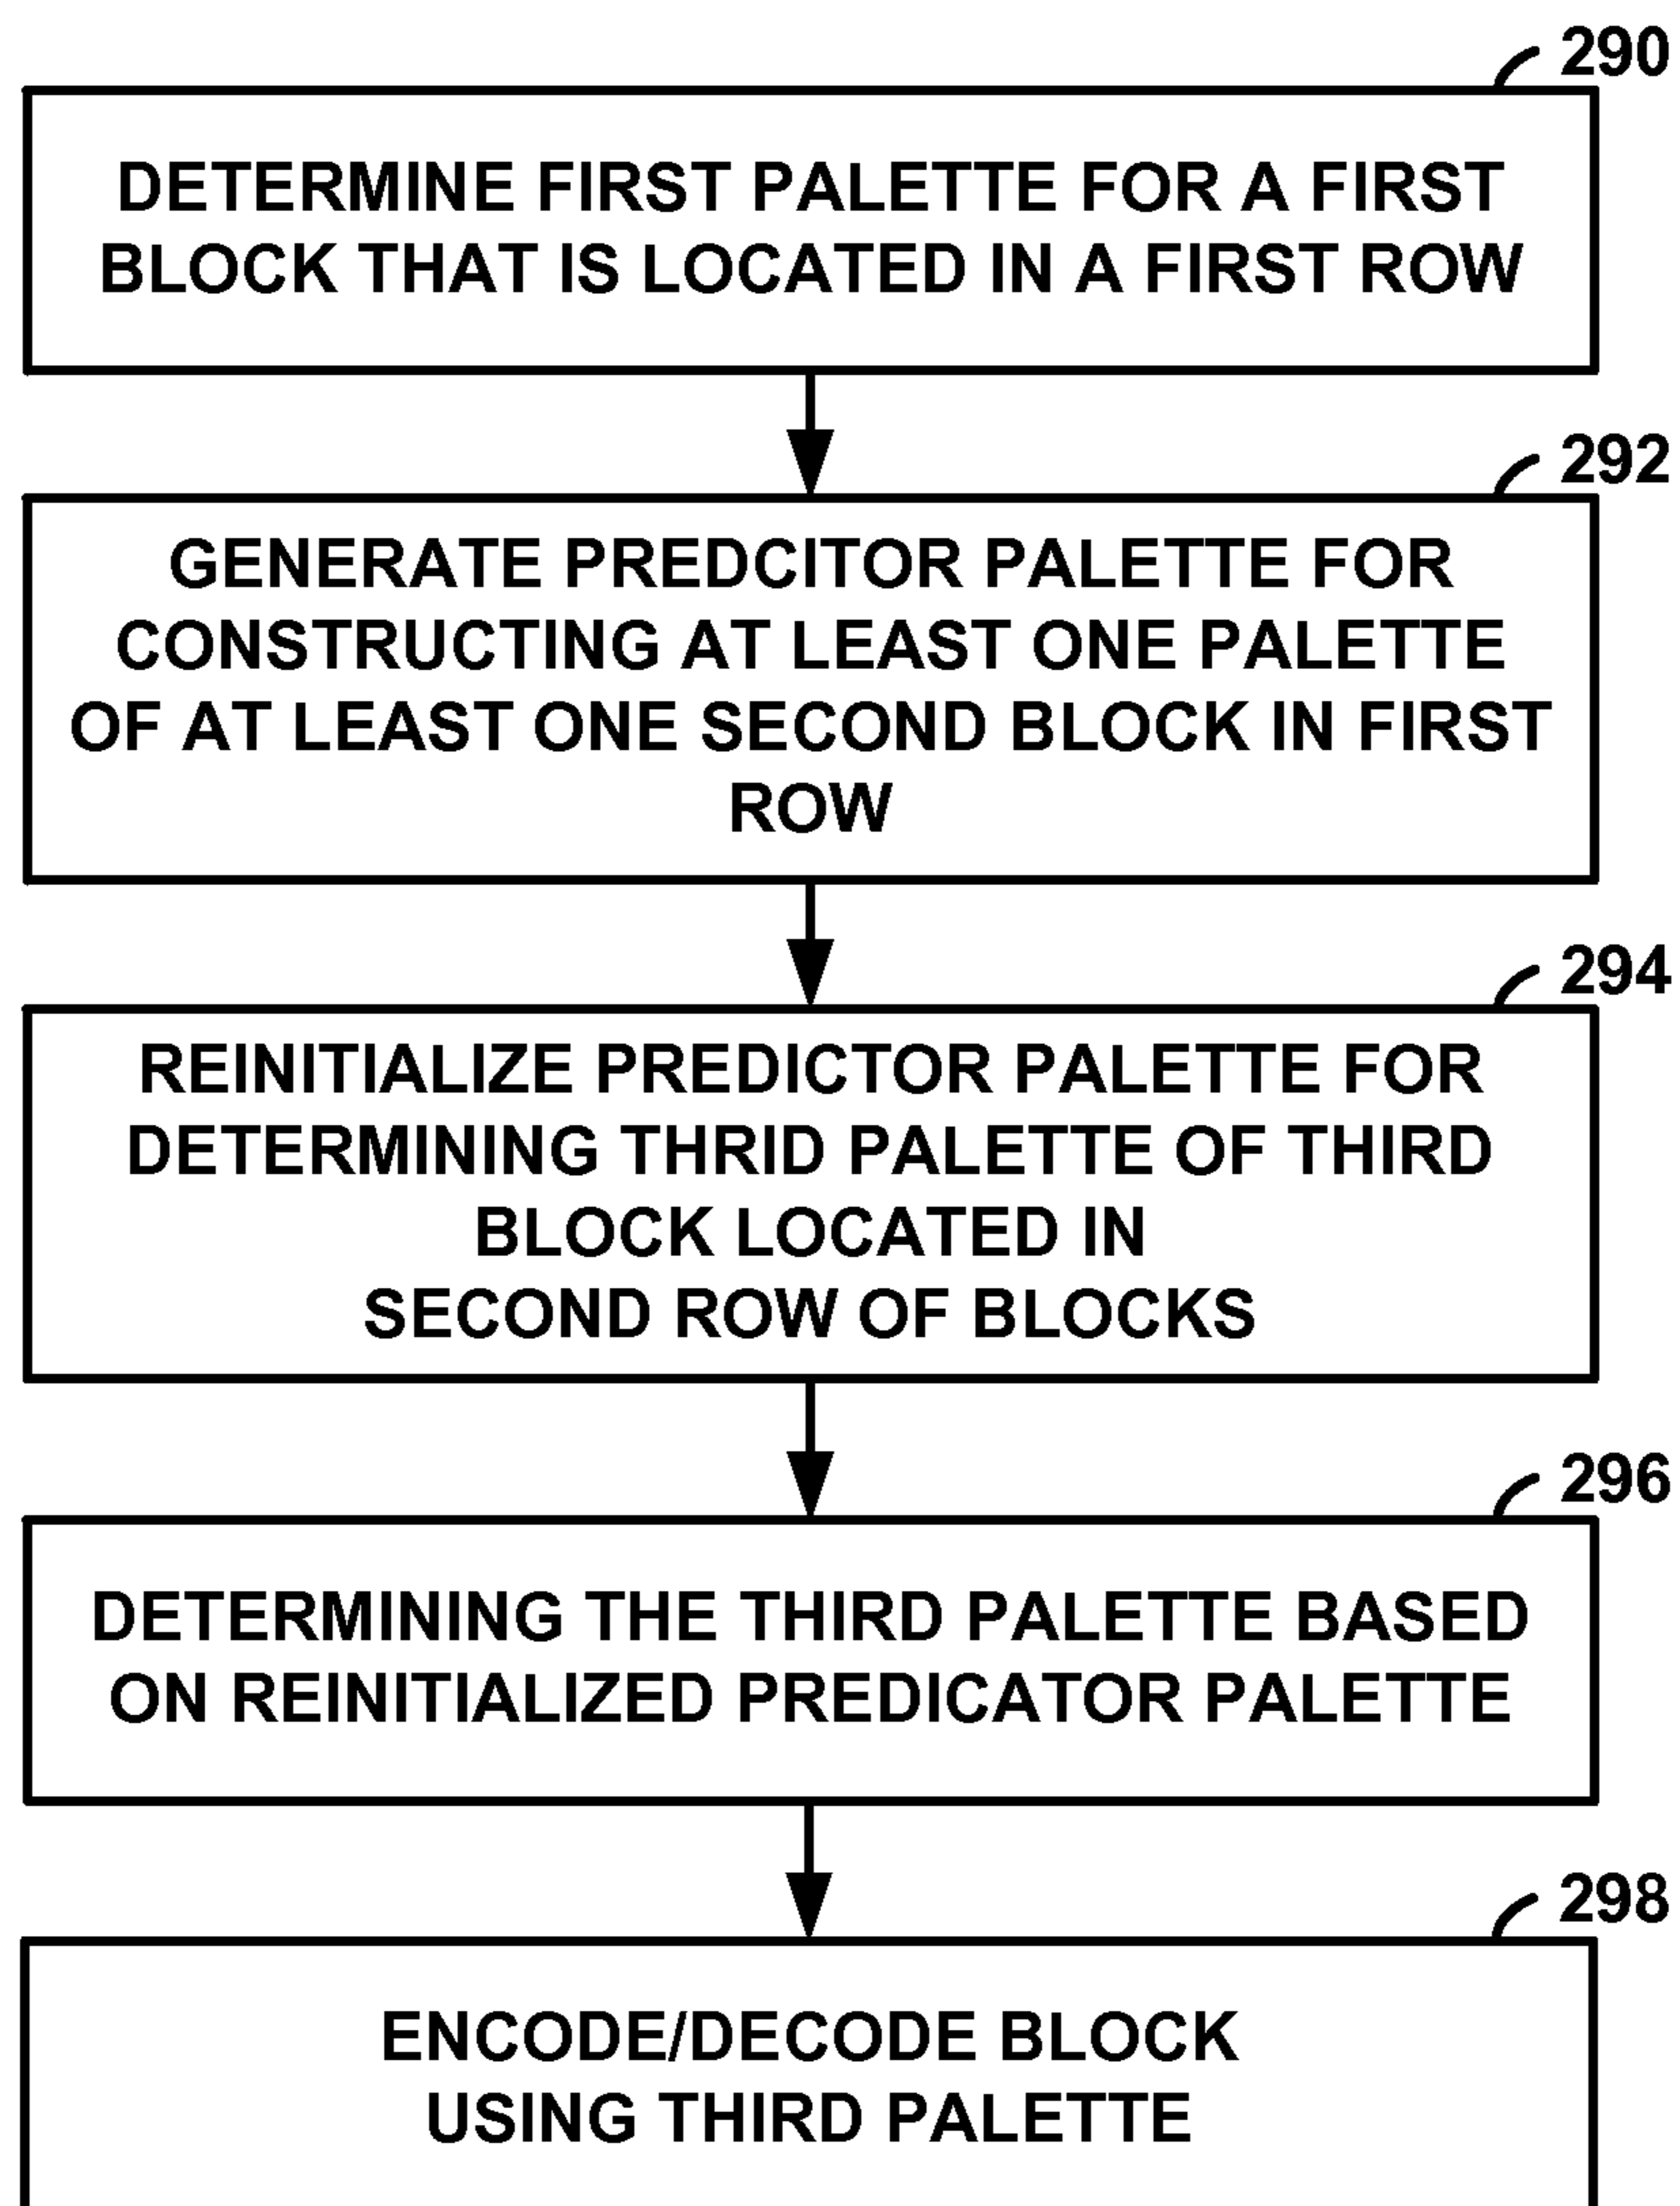 290
DETERMINE FIRST PALETTE FOR A FIRST
BLOCK THAT IS LOCATED IN A FIRST ROW
292
GENERATE PREDCITOR PALETTE FOR
CONSTRUCTING AT LEAST ONE PALETTE
OF AT LEAST ONE SECOND BLOCK IN FIRST
ROW
294
REINITIALIZE PREDICTOR PALETTE FOR
DETERMINING THRID PALETTE OF THIRD
BLOCK LOCATED IN
SECOND ROW OF BLOCKS
296
DETERMINING THE THIRD PALETTE BASED
ON REINITIALIZED PREDICATOR PALETTE
298
ENCODE/DECODE BLOCK
USING THIRD PALETTE